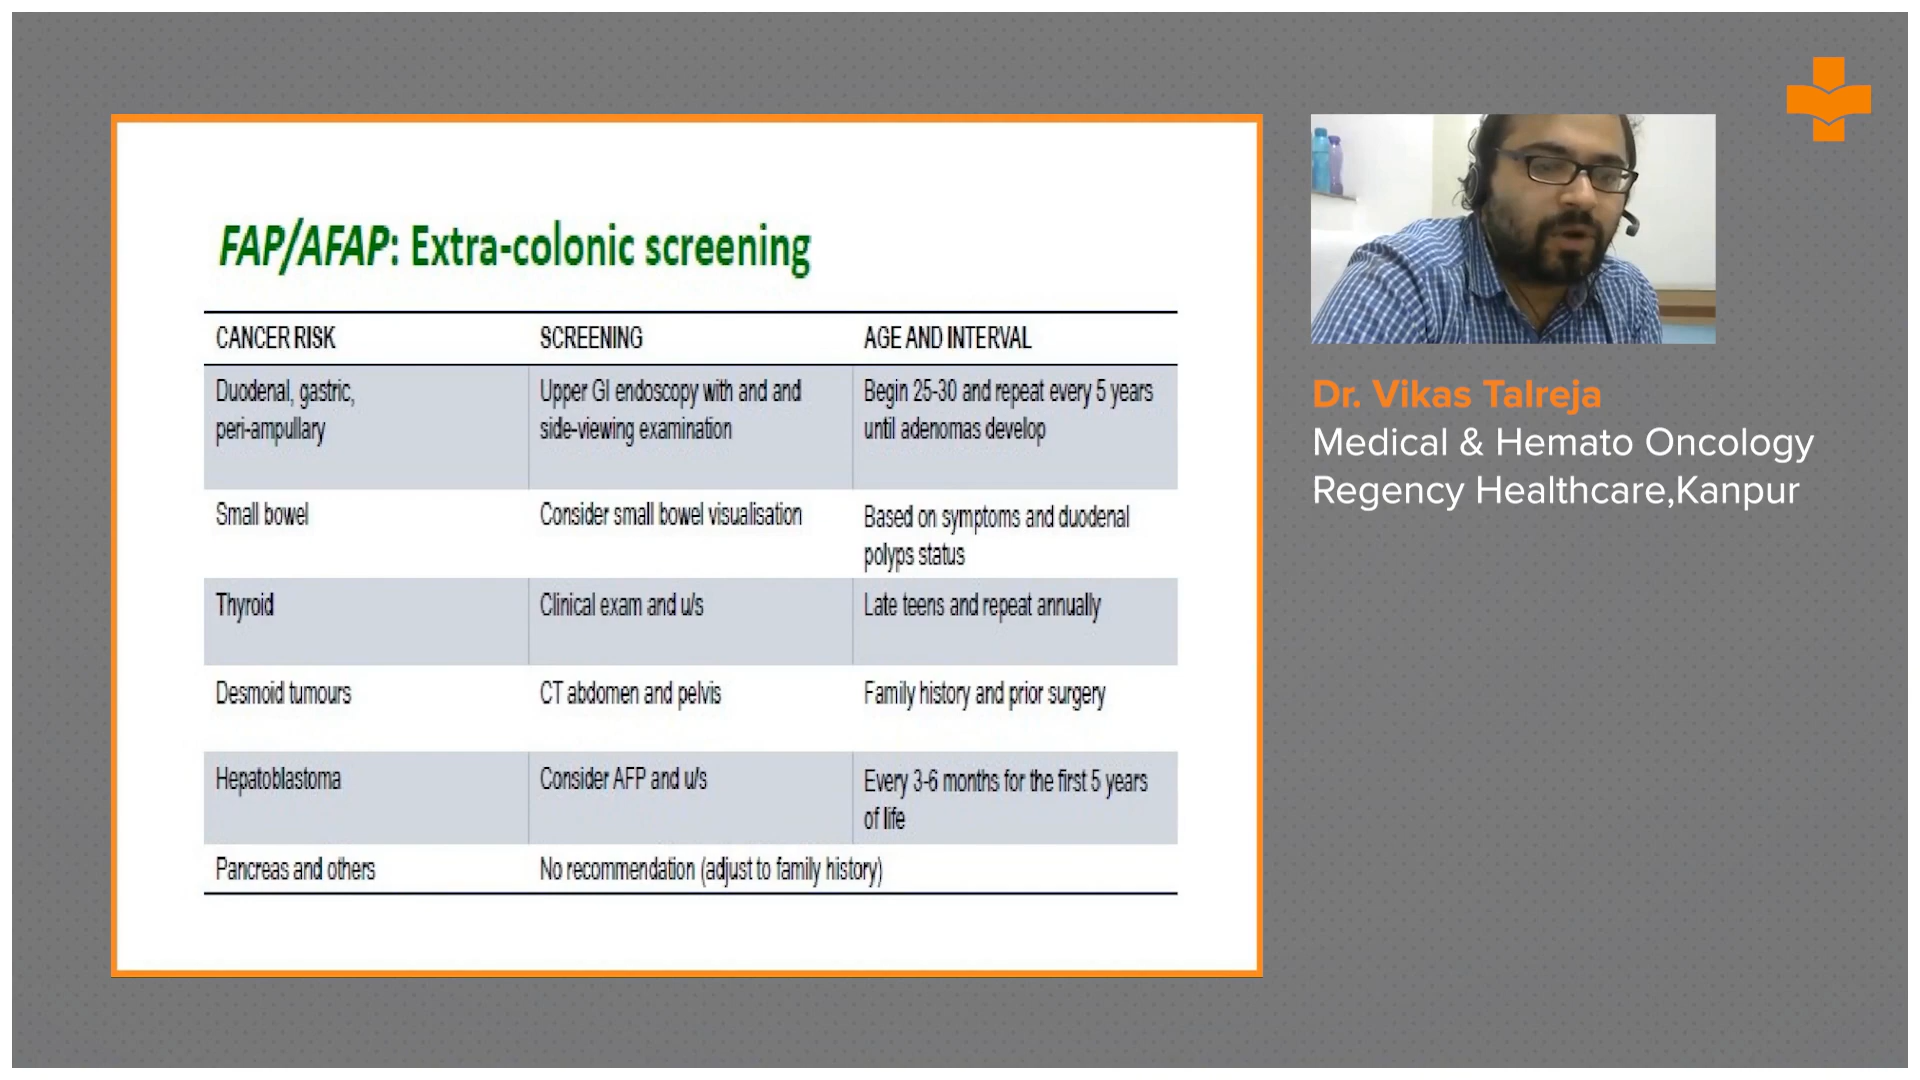 FAP/AFAP: Extra-colonic screening
CANCER RISK SCREENING AGE AND INTERVAL
Duodenal, gastric, Upper GI endoscopy with and and Begin 25-30 and repeat every 5 years
peri-ampullary side-viewing examination until adenomas develop
Small bowel Consider small bowel visualisation Based on symptoms and duodenal
polyps status
Thyroid Clinical exam and u/s Late teens and repeat annually
Desmoid tumours CT abdomen and pelvis Family history and prior surgery
Hepatoblastoma Consider AFP and u/s Every 3-6 months for the first 5 years
of life
Pancreas and others No recommendation (adjust to family history)
Dr. Vikas Talreja
Medical & Hemato Oncology
Regency Healthcare,Kanpur